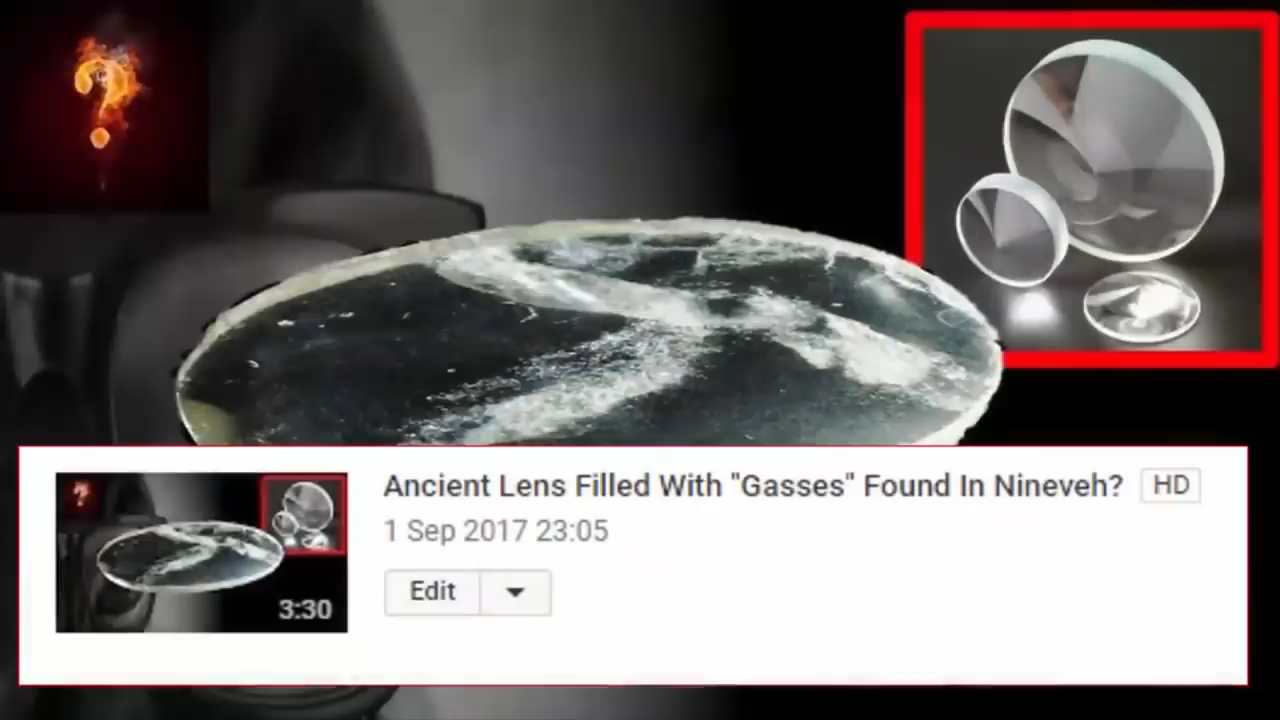 Ancient Lens Filled With "Gasses" Found In Nineveh?
HD
1 Sep 2017 23:05
3:30
Edit